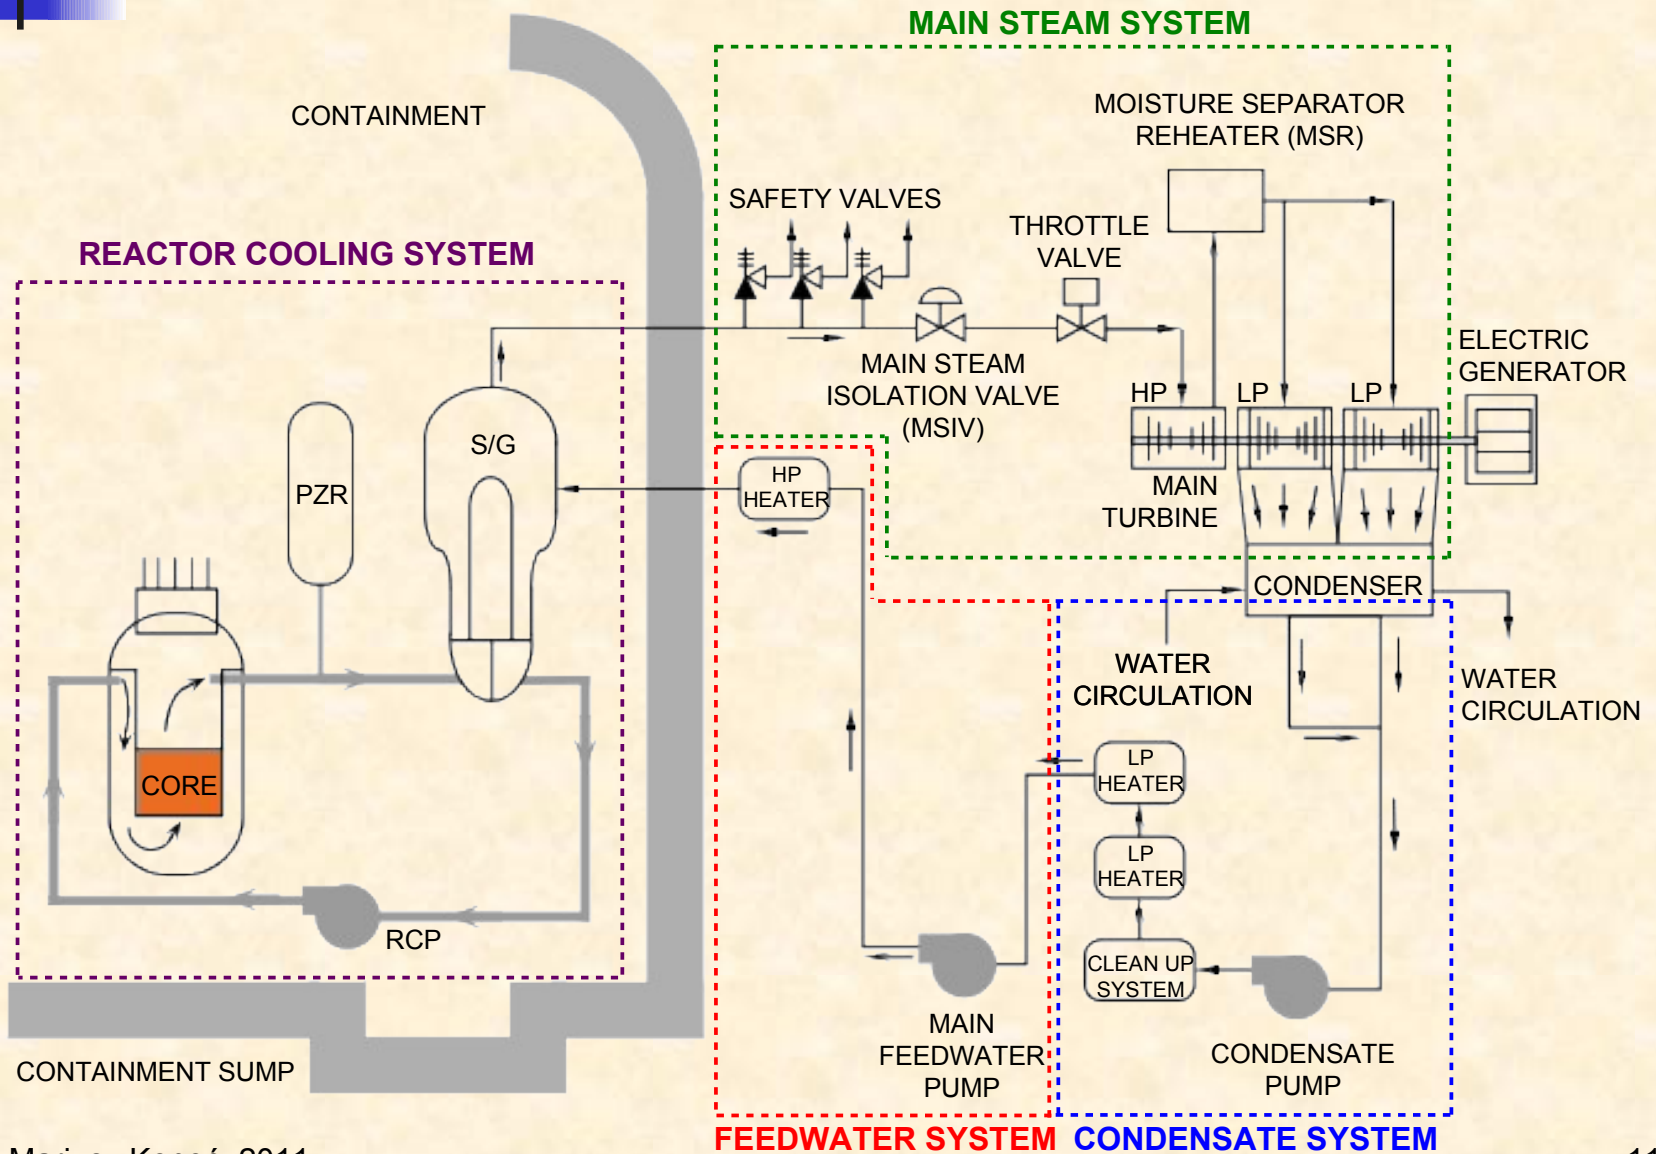 MAIN STEAM SYSTEM
CONTAINMENT
MOISTURE SEPARATOR
REHEATER (MSR)
SAFETY VALVES
THROTTLE
VALVE
REACTOR COOLING SYSTEM
MAIN STEAM
ISOLATION VALVE
(MSIV)
HP
LP
LP
ELECTRIC
GENERATOR
S/G
PZR
HP
HEATER
MAIN
TURBINE
CONDENSER
WATER
CIRCULATION
WATER
CIRCULATION
CORE
LP
HEATER
LP
HEATER
RCP
CLEAN UP
SYSTEM
MAIN
FEEDWATER
PUMP
CONDENSATE
PUMP
CONTAINMENT SUMP
FEEDWATER SYSTEM
CONDENSATE SYSTEM
2011